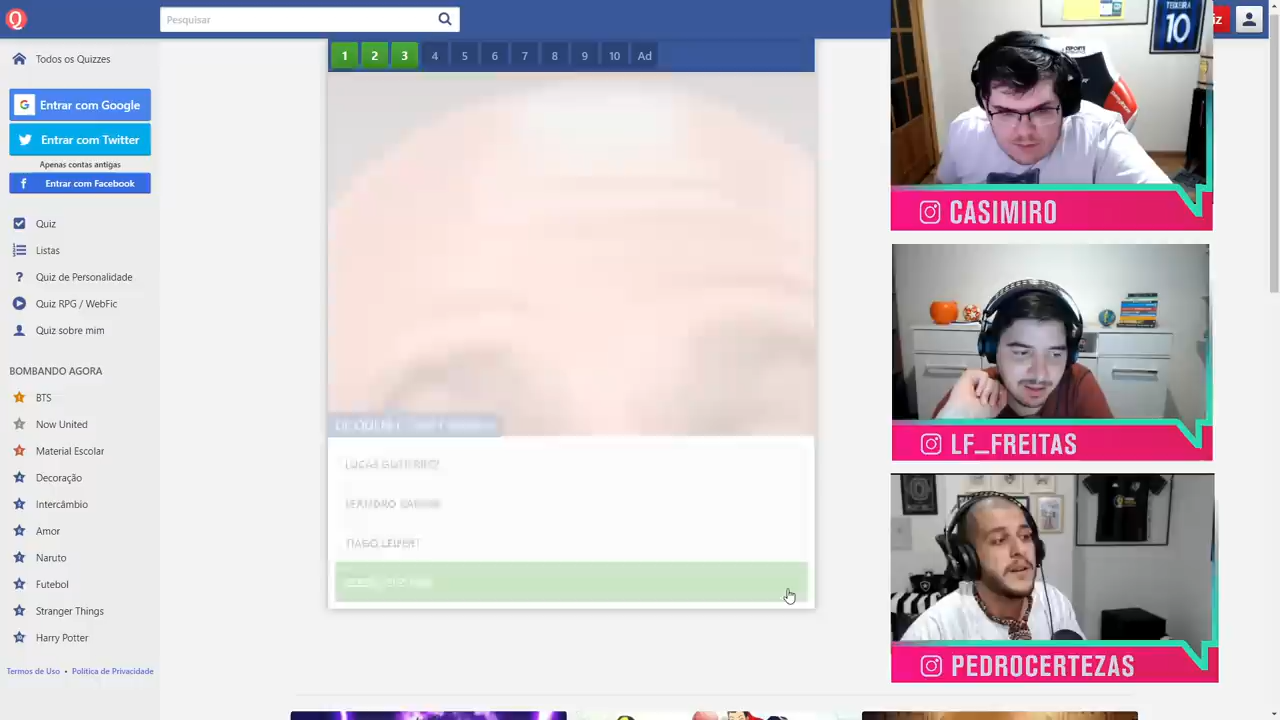 Q
Pesquisar
iz
TEIXEIRA
10
1 2 3 4 5 6 7 8 9 10 Ad
Todos os Quizzes
G Entrar com Google
Entrar com Twitter
Apenas contas antigas
f Entrar com Facebook
Quiz
Listas
? Quiz de Personalidade
Quiz RPG / WebFic
Quiz sobre mim
BOMBANDO AGORA
BTS
Now United
Material Escolar
Decoração
Intercâmbio
Amor
Naruto
Futebol
Stranger Things
Harry Potter
Termos de Uso • Política de Privacidade
CASIMIRO
LF_FREITAS
PEDROCERTEZAS